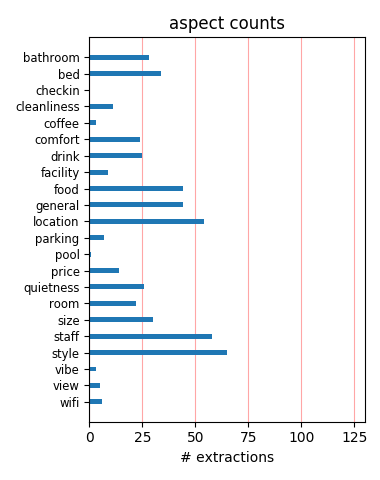 aspect counts
bathroom
bed
checkin
cleanliness
coffee
comfort
drink
facility
food
general
location
parking
pool
price
quietness
room
size
staff
style
vibe
view
wifi
0 25 50 75 100 125
# extractions